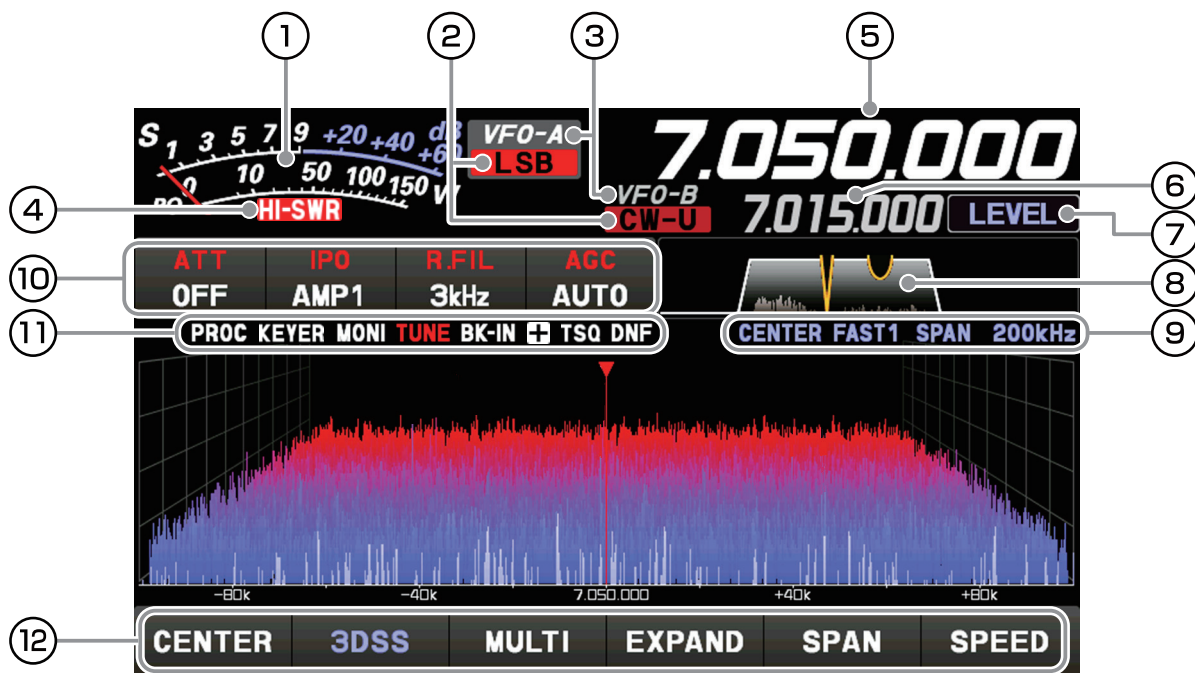 1 2 3 5
S 1 3 5 7 9 +20 +40 +60 dB
VFO-A
7.050.000
LSB
PO 0 10 50 100 150 W
VFO-B
6
4 HI-SWR
CW-U 7.015.000 LEVEL
7
10 ATT IPO R.FIL AGC
OFF AMP1 3kHz AUTO
8
11 PROC KEYER MONI TUNE BK-IN + TSQ DNF
CENTER FAST1 SPAN 200kHz 9
-80k -40k 7.050.000 +40k +80k
12 CENTER 3DSS MULTI EXPAND SPAN SPEED